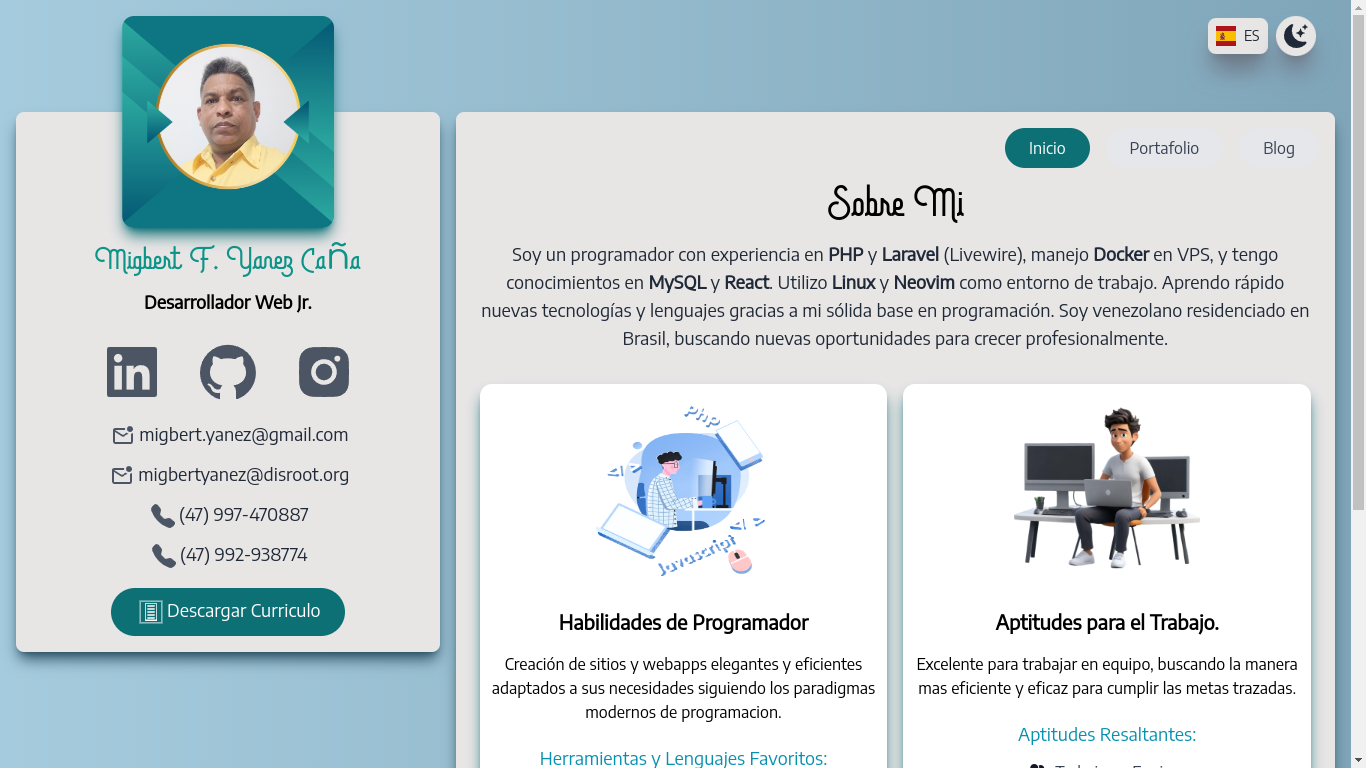 ES
Migbert F. Yanez Caña
Desarrollador Web Jr.
migbert.yanez@gmail.com
migbertyanez@disroot.org
(47) 997-470887
(47) 992-938774
Descargar Curriculo
Inicio
Portafolio
Blog
Sobre Mi
Soy un programador con experiencia en PHP y Laravel (Livewire), manejo Docker en VPS, y tengo
conocimientos en MySQL y React. Utilizo Linux y Neovim como entorno de trabajo. Aprendo rápido
nuevas tecnologías y lenguajes gracias a mi sólida base en programación. Soy venezolano residenciado en
Brasil, buscando nuevas oportunidades para crecer profesionalmente.
Php
Javascript
Habilidades de Programador
Creación de sitios y webapps elegantes y eficientes
adaptados a sus necesidades siguiendo los paradigmas
modernos de programacion.
Herramientas y Lenguajes Favoritos:
Aptitudes para el Trabajo.
Excelente para trabajar en equipo, buscando la manera
mas eficiente y eficaz para cumplir las metas trazadas.
Aptitudes Resaltantes: